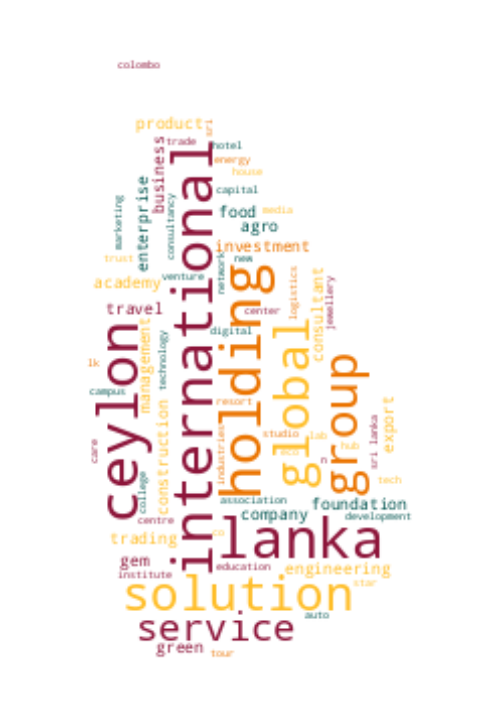 colombo
product
sri
trade
business
hotel
energy
house
international
capital
enterprise
marketing
consultancy
food
media
agro
investment
trust
new
network
venture
academy
holding
logistics
consultant
jewellery
travel
center
ceylon
management
technology
digital
global
group
lk
campus
resort
construction
industries
studio
lab
hub
reco
n
sri lanka
export
care
college
tech
association
foundation
company
development
centre
lanka
co
trading
gem
institute
education
engineering
solution
star
auto
service
green
tour